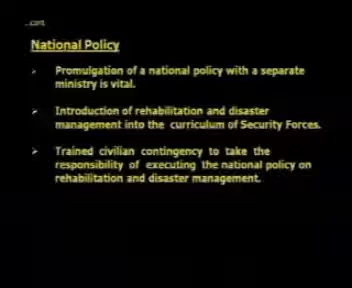 ...cont.
National Policy
➢ Promulgation of a national policy with a separate
ministry is vital.
➢ Introduction of rehabilitation and disaster
management into the curriculum of Security Forces.
➢ Trained civilian contingency to take the
responsibility of executing the national policy on
rehabilitation and disaster management.